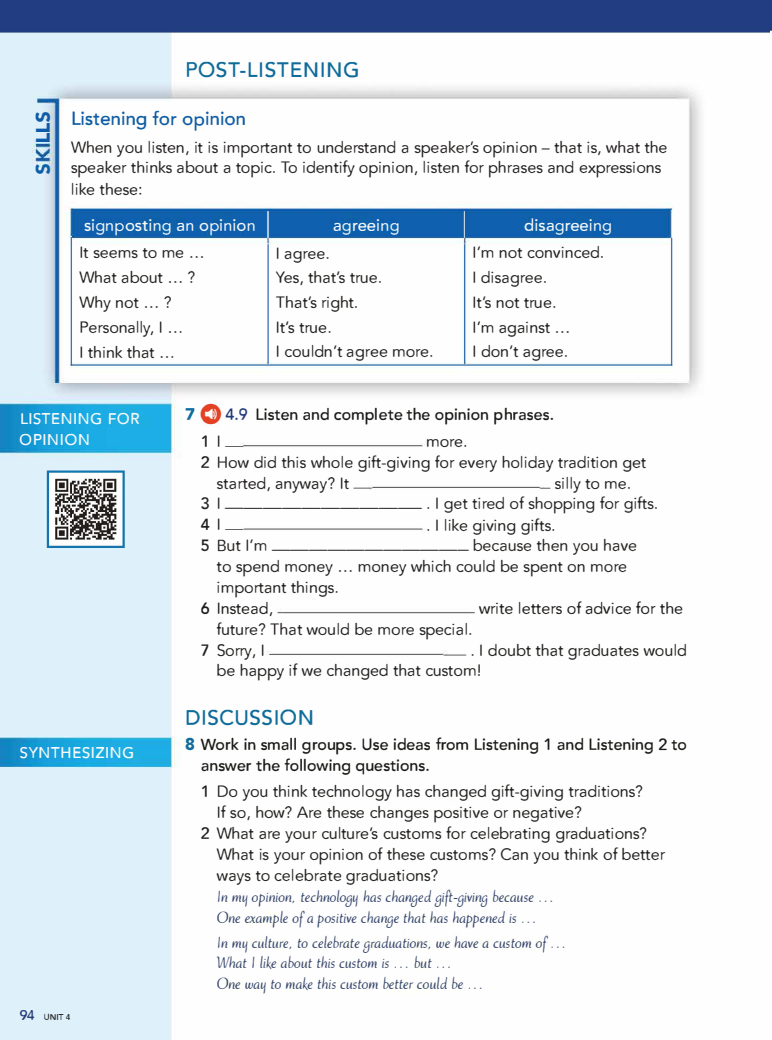 POST-LISTENING
SKILLS
Listening for opinion
When you listen, it is important to understand a speaker's opinion – that is, what the
speaker thinks about a topic. To identify opinion, listen for phrases and expressions
like these:
signposting an opinion agreeing disagreeing
It seems to me … I agree. I'm not convinced.
What about … ? Yes, that's true. I disagree.
Why not … ? That's right. It's not true.
Personally, I … It's true. I'm against …
I think that … I couldn't agree more. I don't agree.
LISTENING FOR
OPINION
7 4.9 Listen and complete the opinion phrases.
1 I ____________________ more.
2 How did this whole gift-giving for every holiday tradition get
started, anyway? It ____________________ silly to me.
3 I ____________________ . I get tired of shopping for gifts.
4 I ____________________ . I like giving gifts.
5 But I'm ____________________ because then you have
to spend money … money which could be spent on more
important things.
6 Instead, ____________________ write letters of advice for the
future? That would be more special.
7 Sorry, I ____________________ . I doubt that graduates would
be happy if we changed that custom!
DISCUSSION
SYNTHESIZING
8 Work in small groups. Use ideas from Listening 1 and Listening 2 to
answer the following questions.
1 Do you think technology has changed gift-giving traditions?
If so, how? Are these changes positive or negative?
2 What are your culture's customs for celebrating graduations?
What is your opinion of these customs? Can you think of better
ways to celebrate graduations?
In my opinion, technology has changed gift-giving because …
One example of a positive change that has happened is …
In my culture, to celebrate graduations, we have a custom of …
What I like about this custom is … but …
One way to make this custom better could be …
94 UNIT 4